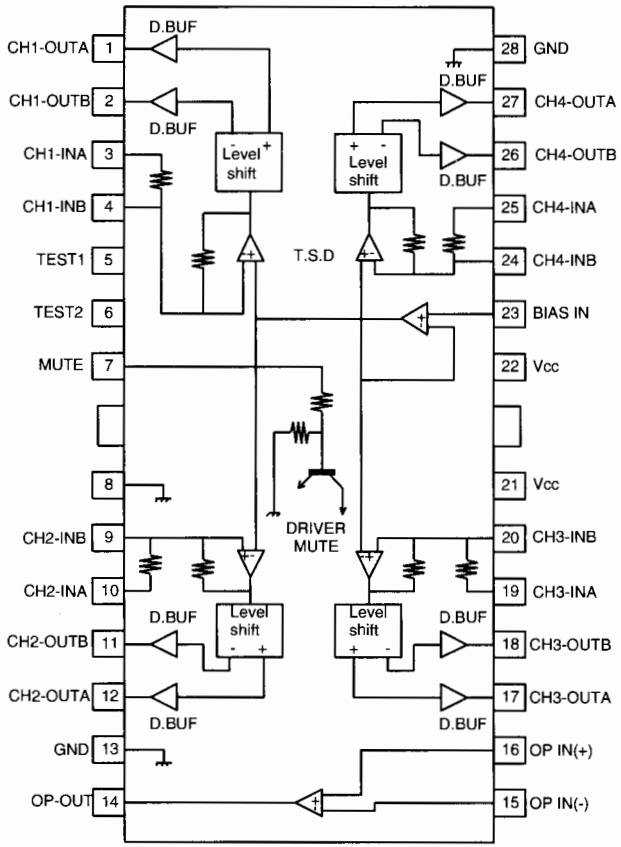 D.BUF
CH1-OUTA 1
28 GND
D.BUF
CH1-OUTB 2
27 CH4-OUTA
D.BUF
CH1-INA 3
- +
Level
shift
+ -
Level
shift
26 CH4-OUTB
D.BUF
CH1-INB 4
25 CH4-INA
TEST1 5
-+
T.S.D
+-
24 CH4-INB
TEST2 6
+
-
23 BIAS IN
MUTE 7
22 Vcc
8
21 Vcc
DRIVER
MUTE
CH2-INB 9
+-
-+
20 CH3-INB
CH2-INA 10
19 CH3-INA
D.BUF
Level
shift
- +
Level
shift
+ -
D.BUF
CH2-OUTB 11
18 CH3-OUTB
CH2-OUTA 12
17 CH3-OUTA
D.BUF
D.BUF
GND 13
16 OP IN(+)
OP-OUT 14
+
-
15 OP IN(-)